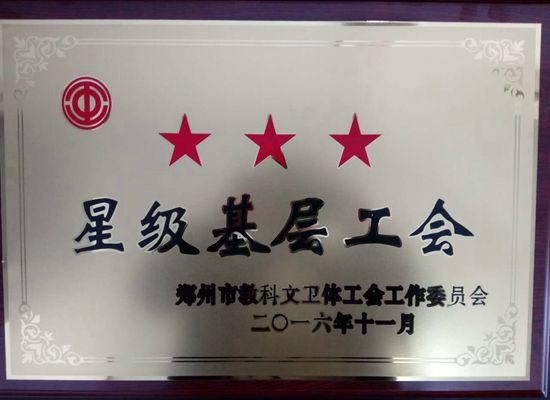 星级基层工会
郑州市教科文卫体工会工作委员会
二〇一六年十一月